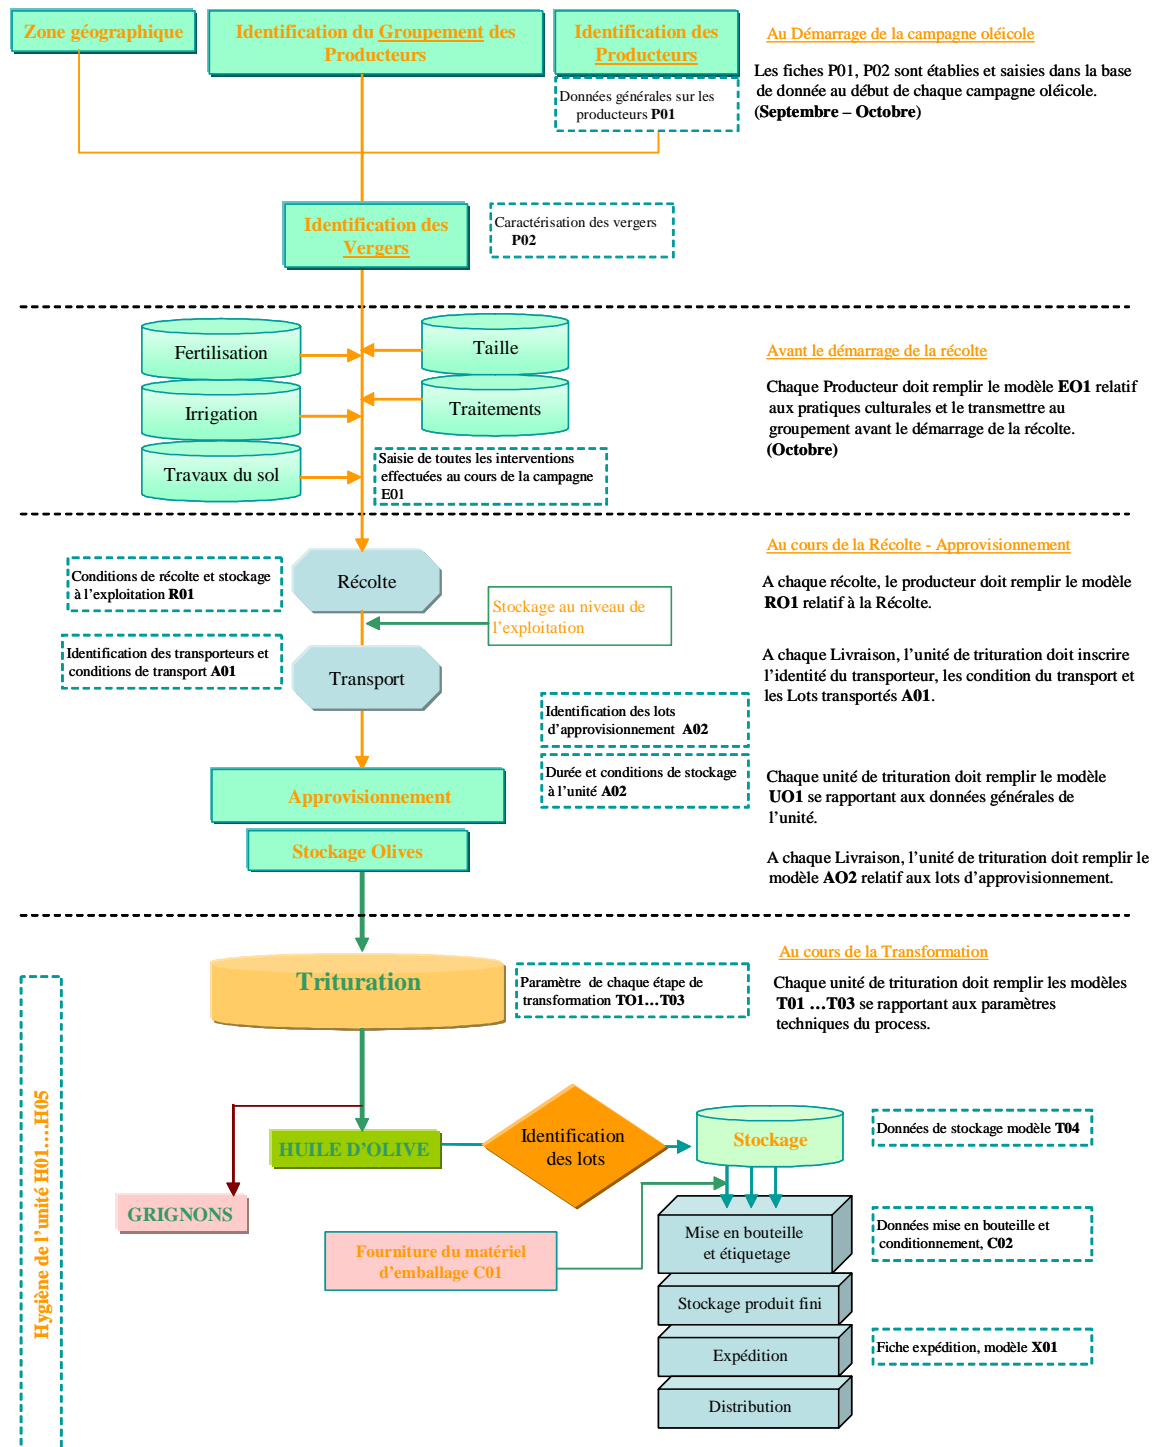 Zone géographique
Identification du Groupement des
Producteurs
Identification des
Producteurs
Données générales sur les
producteurs P01
Au Démarrage de la campagne oléicole
Les fiches P01, P02 sont établies et saisies dans la base
de donnée au début de chaque campagne oléicole.
(Septembre – Octobre)
Identification des
Vergers
Caractérisation des vergers
P02
Fertilisation
Taille
Irrigation
Traitements
Travaux du sol
Saisie de toutes les interventions
effectuées au cours de la campagne
E01
Avant le démarrage de la récolte
Chaque Producteur doit remplir le modèle EO1 relatif
aux pratiques culturales et le transmettre au
groupement avant le démarrage de la récolte.
(Octobre)
Conditions de récolte et stockage
à l’exploitation R01
Récolte
Stockage au niveau de
l’exploitation
Identification des transporteurs et
conditions de transport A01
Transport
Identification des lots
d’approvisionnement A02
Durée et conditions de stockage
à l’unité A02
Approvisionnement
Stockage Olives
Au cours de la Récolte - Approvisionnement
A chaque récolte, le producteur doit remplir le modèle
RO1 relatif à la Récolte.
A chaque Livraison, l’unité de trituration doit inscrire
l’identité du transporteur, les condition du transport et
les Lots transportés A01.
Chaque unité de trituration doit remplir le modèle
UO1 se rapportant aux données générales de
l’unité.
A chaque Livraison, l’unité de trituration doit remplir le
modèle AO2 relatif aux lots d’approvisionnement.
Hygiène de l’unité H01….H05
Trituration
Paramètre de chaque étape de
transformation TO1…T03
Au cours de la Transformation
Chaque unité de trituration doit remplir les modèles
T01 …T03 se rapportant aux paramètres
techniques du process.
HUILE D’OLIVE
Identification
des lots
Stockage
Données de stockage modèle T04
GRIGNONS
Fourniture du matériel
d’emballage C01
Mise en bouteille
et étiquetage
Données mise en bouteille et
conditionnement, C02
Stockage produit fini
Expédition
Fiche expédition, modèle X01
Distribution